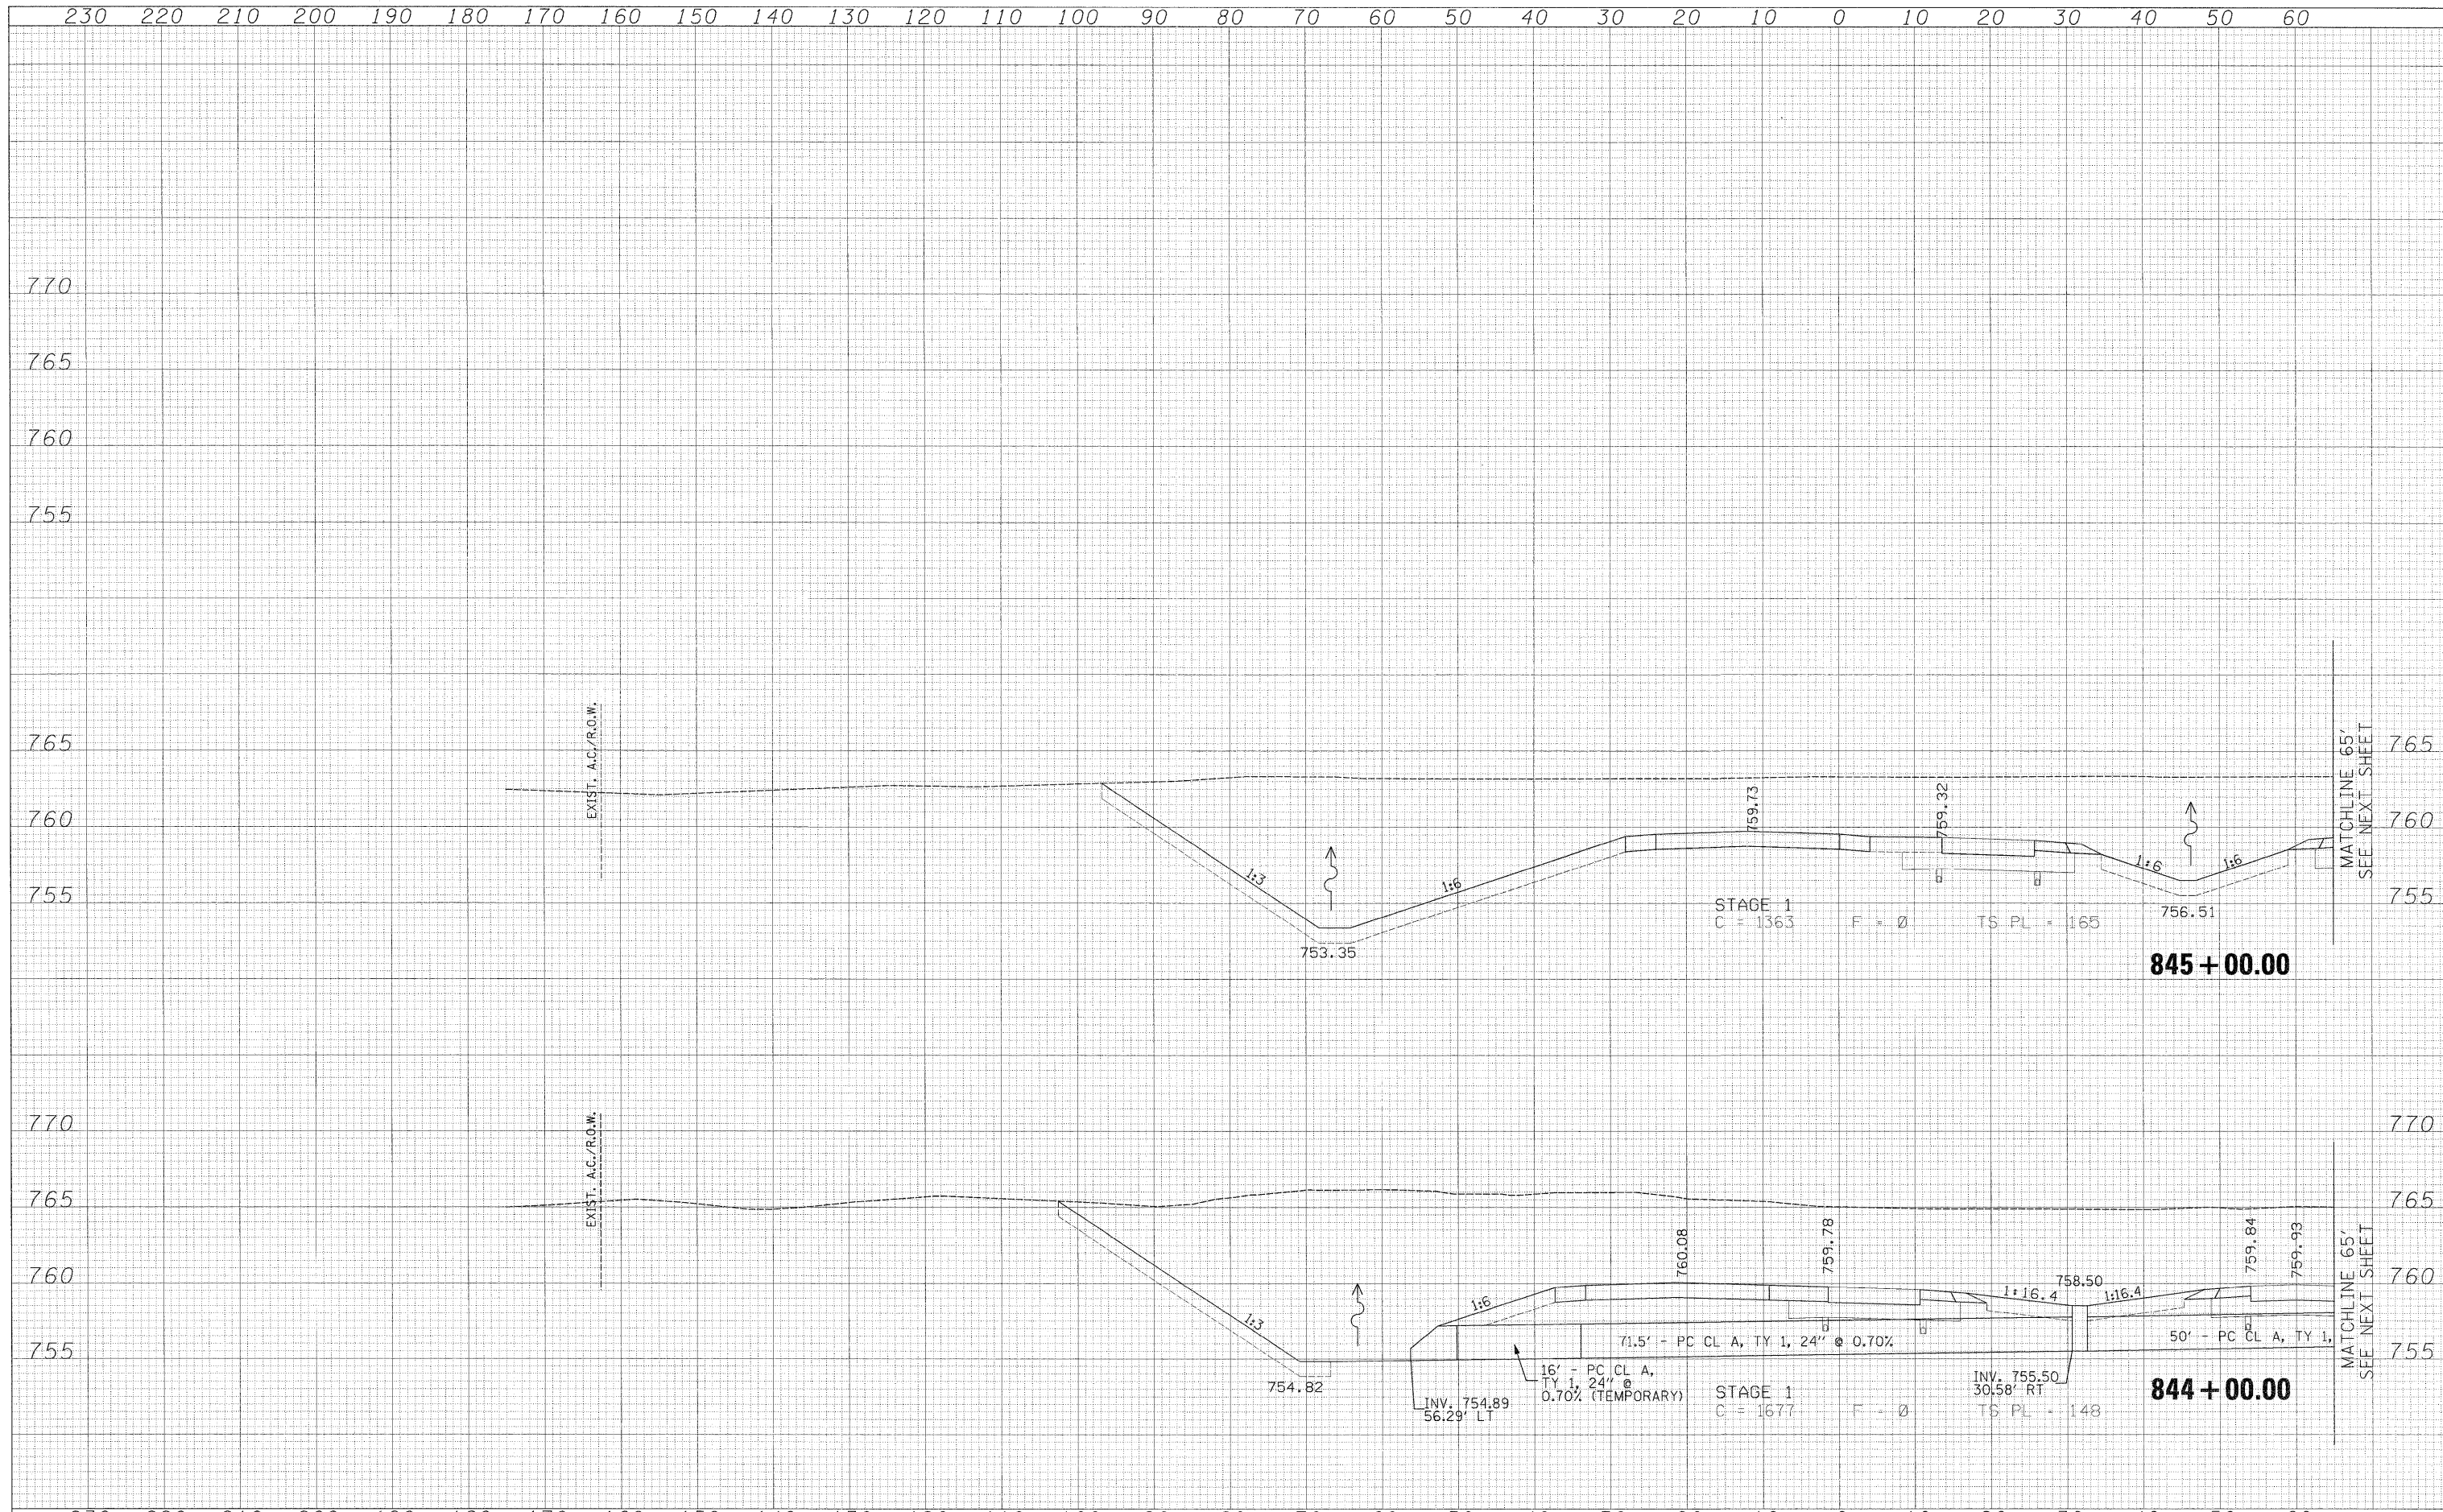 230 220 210 200 190 180 170 160 150 140 130 120 110 100 90 80 70 60 50 40 30 20 10 0 10 20 30 40 50 60
770
765
760
755
EXIST. A.C./R.O.W.
MATCHLINE 65'
SEE NEXT SHEET
765 765
760 760
755 755
759.73
759.32
1:3
1:6
1:6
1:6
753.35
756.51
STAGE 1
C = 1363 F = Ø TS PL = 165
845+00.00
EXIST. A.C./R.O.W.
MATCHLINE 65'
SEE NEXT SHEET
770 770
765 765
760 760
755 755
760.08
759.78
758.50
759.84
759.93
1:3
1:6
1:16.4
1:16.4
754.82
71.5' - PC CL A, TY 1, 24" @ 0.70%
50' - PC CL A, TY 1,
16' - PC CL A,
TY 1, 24" @
0.70% (TEMPORARY)
INV. 754.89
56.29' LT
INV. 755.50
30.58' RT
STAGE 1
C = 1677 F = Ø TS PL = 148
844+00.00